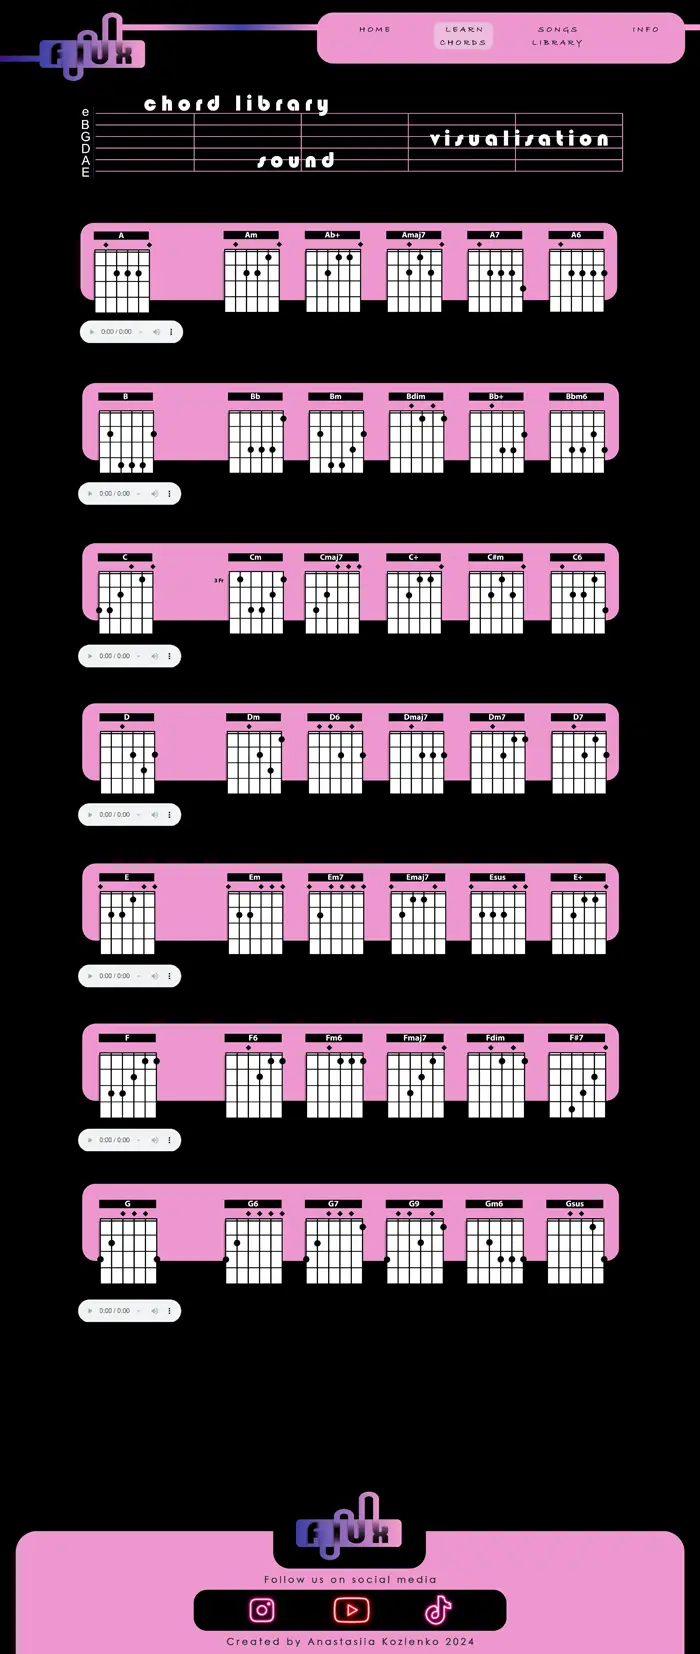 flux
HOME
LEARN CHORDS
SONGS LIBRARY
INFO
chord library
visualisation
sound
e
B
G
D
A
E
A Am Ab+ Amaj7 A7 A6
0:00 / 0:00
B Bb Bm Bdim Bb+ Bbm6
0:00 / 0:00
C Cm Cmaj7 C+ C#m C6
3 Fr
0:00 / 0:00
D Dm D6 Dmaj7 Dm7 D7
0:00 / 0:00
E Em Em7 Emaj7 Esus E+
0:00 / 0:00
F F6 Fm6 Fmaj7 Fdim F#7
0:00 / 0:00
G G6 G7 G9 Gm6 Gsus
0:00 / 0:00
flux
Follow us on social media
Created by Anastasiia Kozlenko 2024